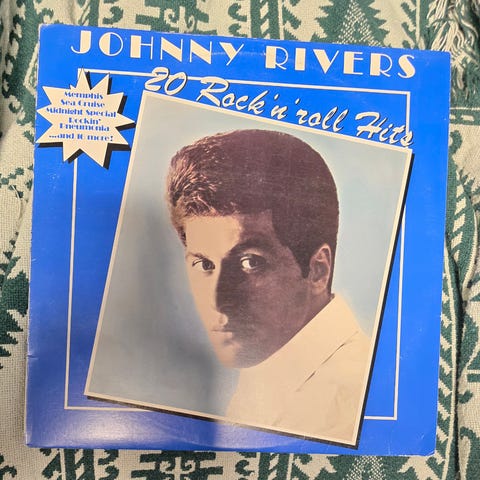 JOHNNY RIVERS
20 Rock'n'roll Hits
Memphis
Sea Cruise
Midnight Special
Rockin'
Pneumonia
...and 16 more!